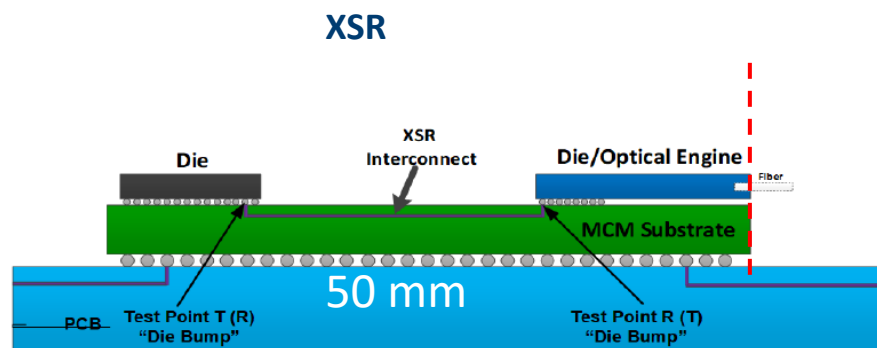 XSR
XSR
Interconnect
Die
Die/Optical Engine
Fiber
MCM Substrate
50 mm
PCB
Test Point T (R)
“Die Bump”
Test Point R (T)
“Die Bump”